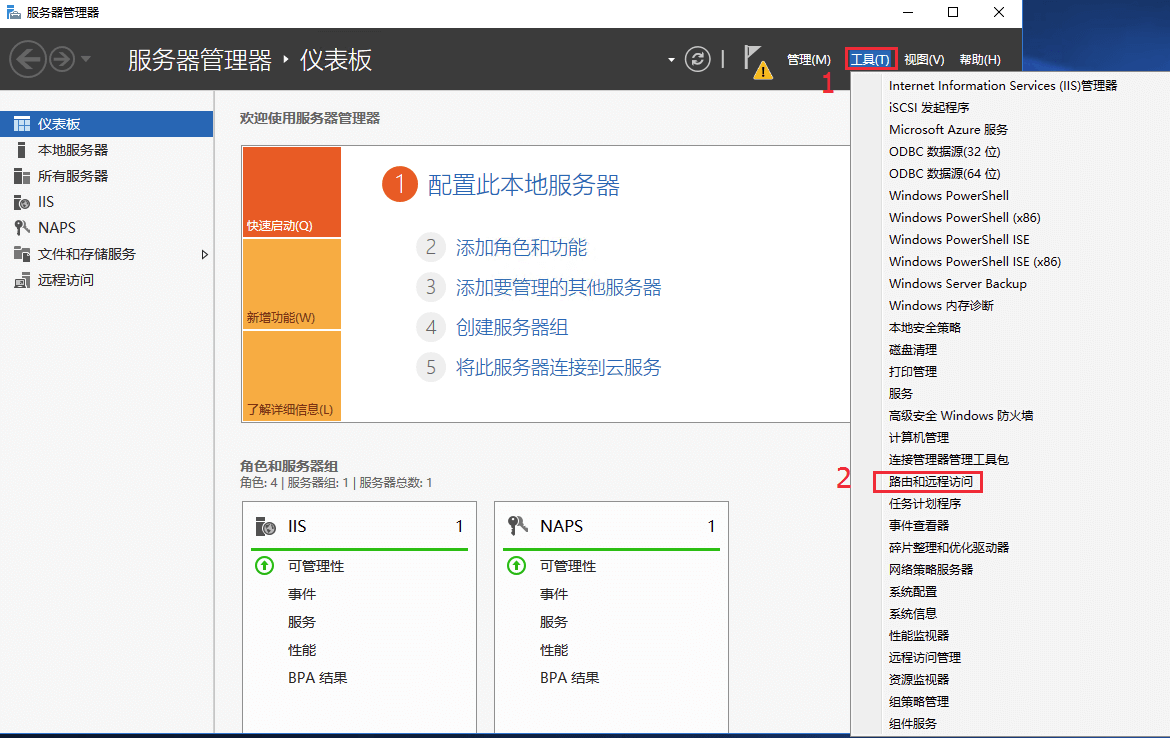 服务器管理器
服务器管理器 ‣ 仪表板
管理(M) 工具(T) 视图(V) 帮助(H)
1
仪表板
本地服务器
所有服务器
IIS
NAPS
文件和存储服务
远程访问
欢迎使用服务器管理器
快速启动(Q)
新增功能(W)
了解详细信息(L)
1 配置此本地服务器
2 添加角色和功能
3 添加要管理的其他服务器
4 创建服务器组
5 将此服务器连接到云服务
角色和服务器组
角色: 4 | 服务器组: 1 | 服务器总数: 1
IIS 1
可管理性
事件
服务
性能
BPA 结果
NAPS 1
可管理性
事件
服务
性能
BPA 结果
Internet Information Services (IIS)管理器
iSCSI 发起程序
Microsoft Azure 服务
ODBC 数据源(32 位)
ODBC 数据源(64 位)
Windows PowerShell
Windows PowerShell (x86)
Windows PowerShell ISE
Windows PowerShell ISE (x86)
Windows Server Backup
Windows 内存诊断
本地安全策略
磁盘清理
打印管理
服务
高级安全 Windows 防火墙
计算机管理
连接管理器管理工具包
2 路由和远程访问
任务计划程序
事件查看器
碎片整理和优化驱动器
网络策略服务器
系统配置
系统信息
性能监视器
远程访问管理
资源监视器
组策略管理
组件服务